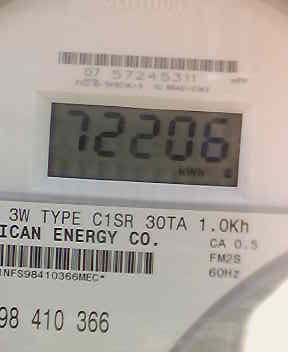 07 57245311
72206
kWh
3W TYPE C1SR 30TA 1.0Kh
ICAN ENERGY CO.
CA 0.5
FM2S
60Hz
1NFS98410366MEC*
98 410 366